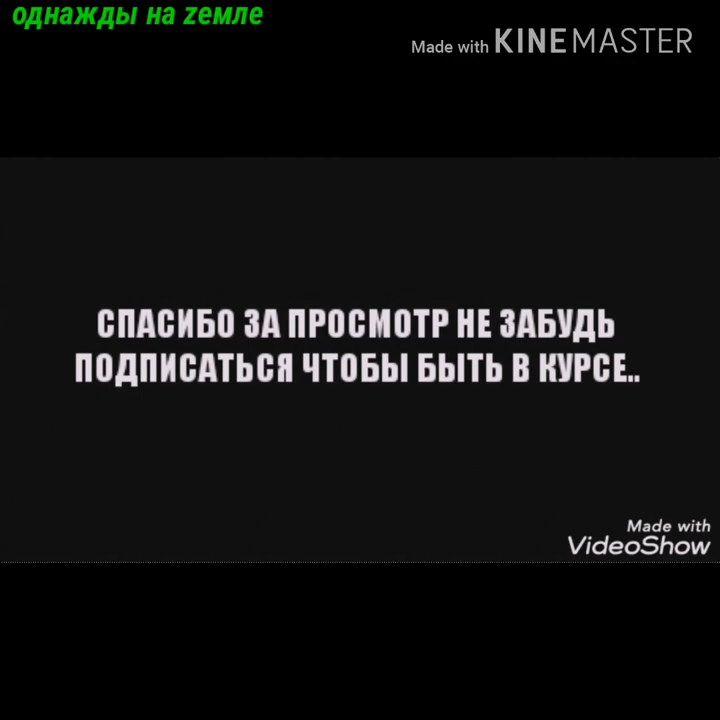 однажды на zемле
Made with KINEMASTER
СПАСИБО ЗА ПРОСМОТР НЕ ЗАБУДЬ
ПОДПИСАТЬСЯ ЧТОБЫ БЫТЬ В КУРСЕ..
Made with
VideoShow